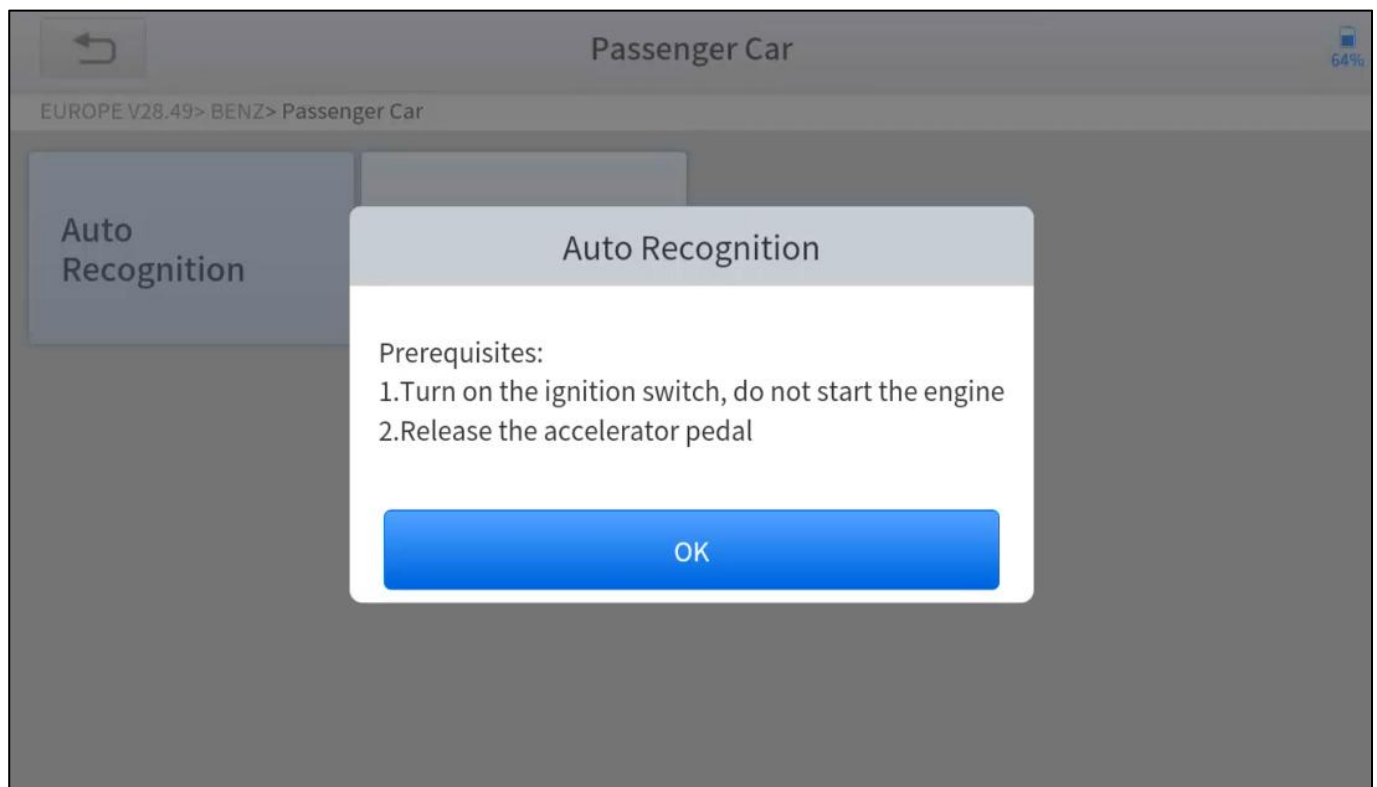 Passenger Car
64%
EUROPE V28.49> BENZ> Passenger Car
Auto
Recognition
Auto Recognition
Prerequisites:
1.Turn on the ignition switch, do not start the engine
2.Release the accelerator pedal
OK